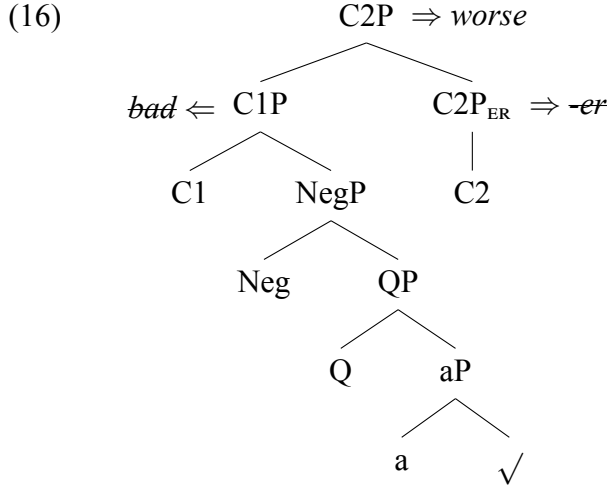 (16) C2P ⇒ worse
bad ⇐ C1P C2P_ER ⇒ -er
C1 NegP C2
Neg QP
Q aP
a √